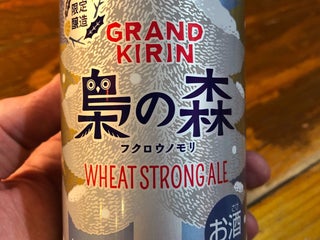 限定
醸造
GRAND
KIRIN
梟の森
フクロウノモリ
WHEAT STRONG ALE
お酒